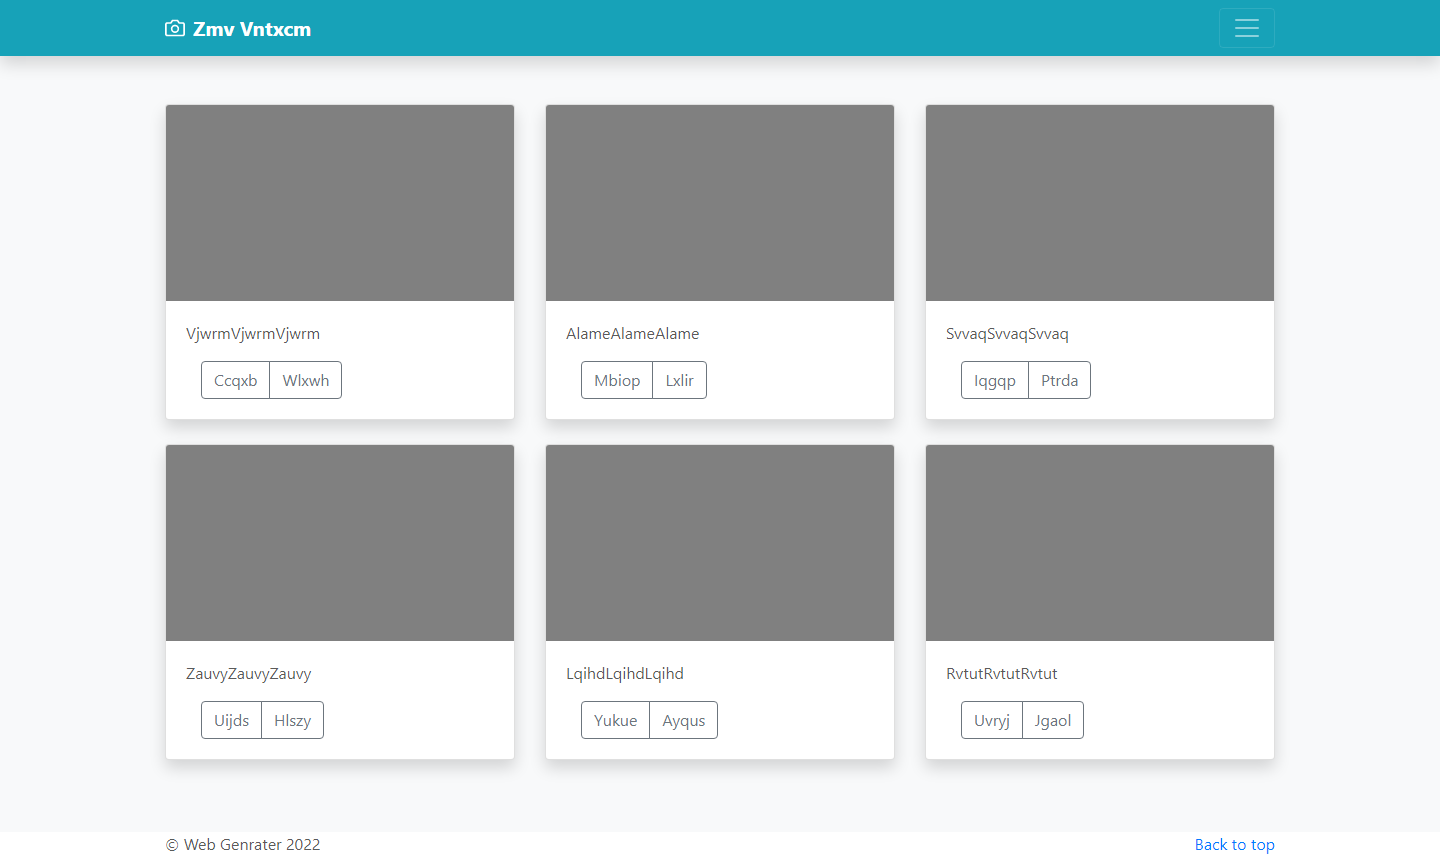 Zmv Vntxcm
VjwrmVjwrmVjwrm
Ccqxb Wlxwh
AlameAlameAlame
Mbiop Lxlir
SvvaqSvvaqSvvaq
Iqgqp Ptrda
ZauvyZauvyZauvy
Uijds Hlszy
LqihdLqihdLqihd
Yukue Ayqus
RvtutRvtutRvtut
Uvryj Jgaol
© Web Genrater 2022
Back to top